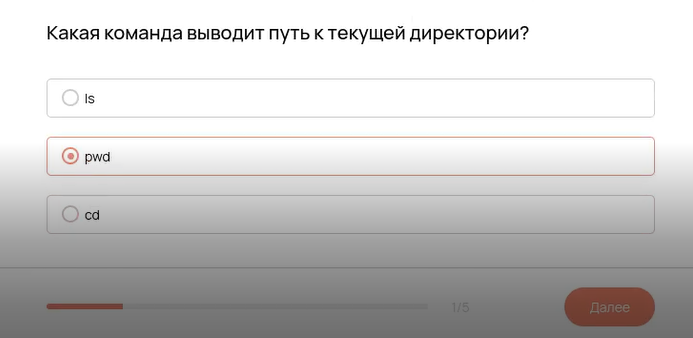 Какая команда выводит путь к текущей директории?
ls
pwd
cd
1/5
Далее